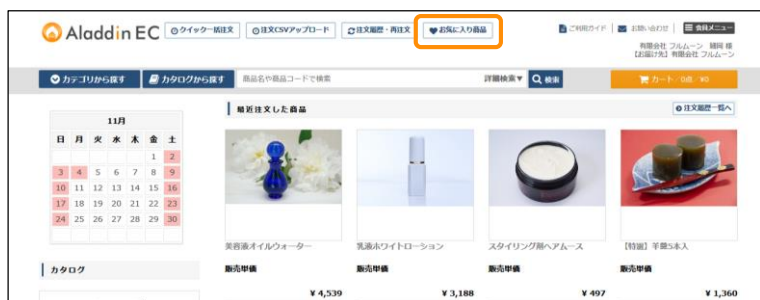 Aladdin EC
クイック一括注文
注文CSVアップロード
注文履歴・再注文
お気に入り商品
ご利用ガイド
お問い合わせ
会員メニュー
有限会社 フルムーン 細岡 様
【お届け先】有限会社 フルムーン
カテゴリから探す
カタログから探す
商品名や商品コードで検索
詳細検索▼
検索
カート/0点/¥0
11月
日 月 火 水 木 金 土
1 2
3 4 5 6 7 8 9
10 11 12 13 14 15 16
17 18 19 20 21 22 23
24 25 26 27 28 29 30
カタログ
最近注文した商品
注文履歴一覧へ
美容液オイルウォーター
販売単価
¥ 4,539
乳液ホワイトローション
販売単価
¥ 3,188
スタイリング剤ヘアムース
販売単価
¥ 497
【特選】羊羹5本入
販売単価
¥ 1,360